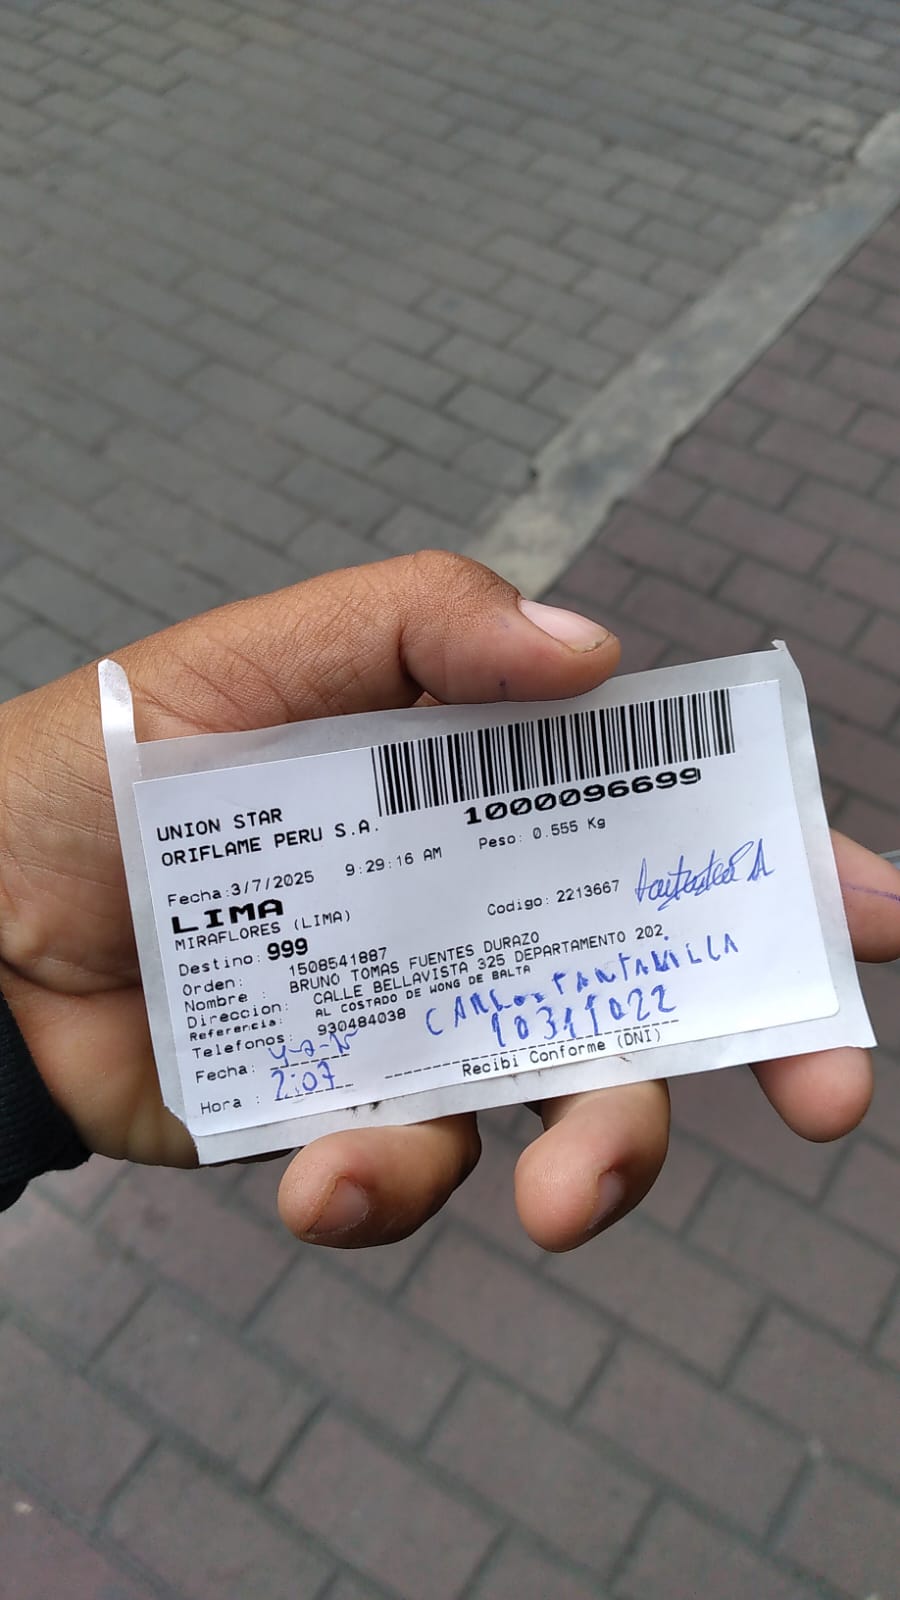 1000096699
UNION STAR
ORIFLAME PERU S.A.
Peso: 0.555 Kg
Fecha:3/7/2025 9:29:16 AM
LIMA
MIRAFLORES (LIMA)
Codigo: 2213667
Destino: 999
Orden: 1508541887
Nombre : BRUNO TOMAS FUENTES DURAZO
Direccion: CALLE BELLAVISTA 325 DEPARTAMENTO 202
Referencia: AL COSTADO DE WONG DE BALTA
Telefonos: 930484038
CARLOS
Fecha:
Hora : 2:07
Recibi Conforme (DNI)